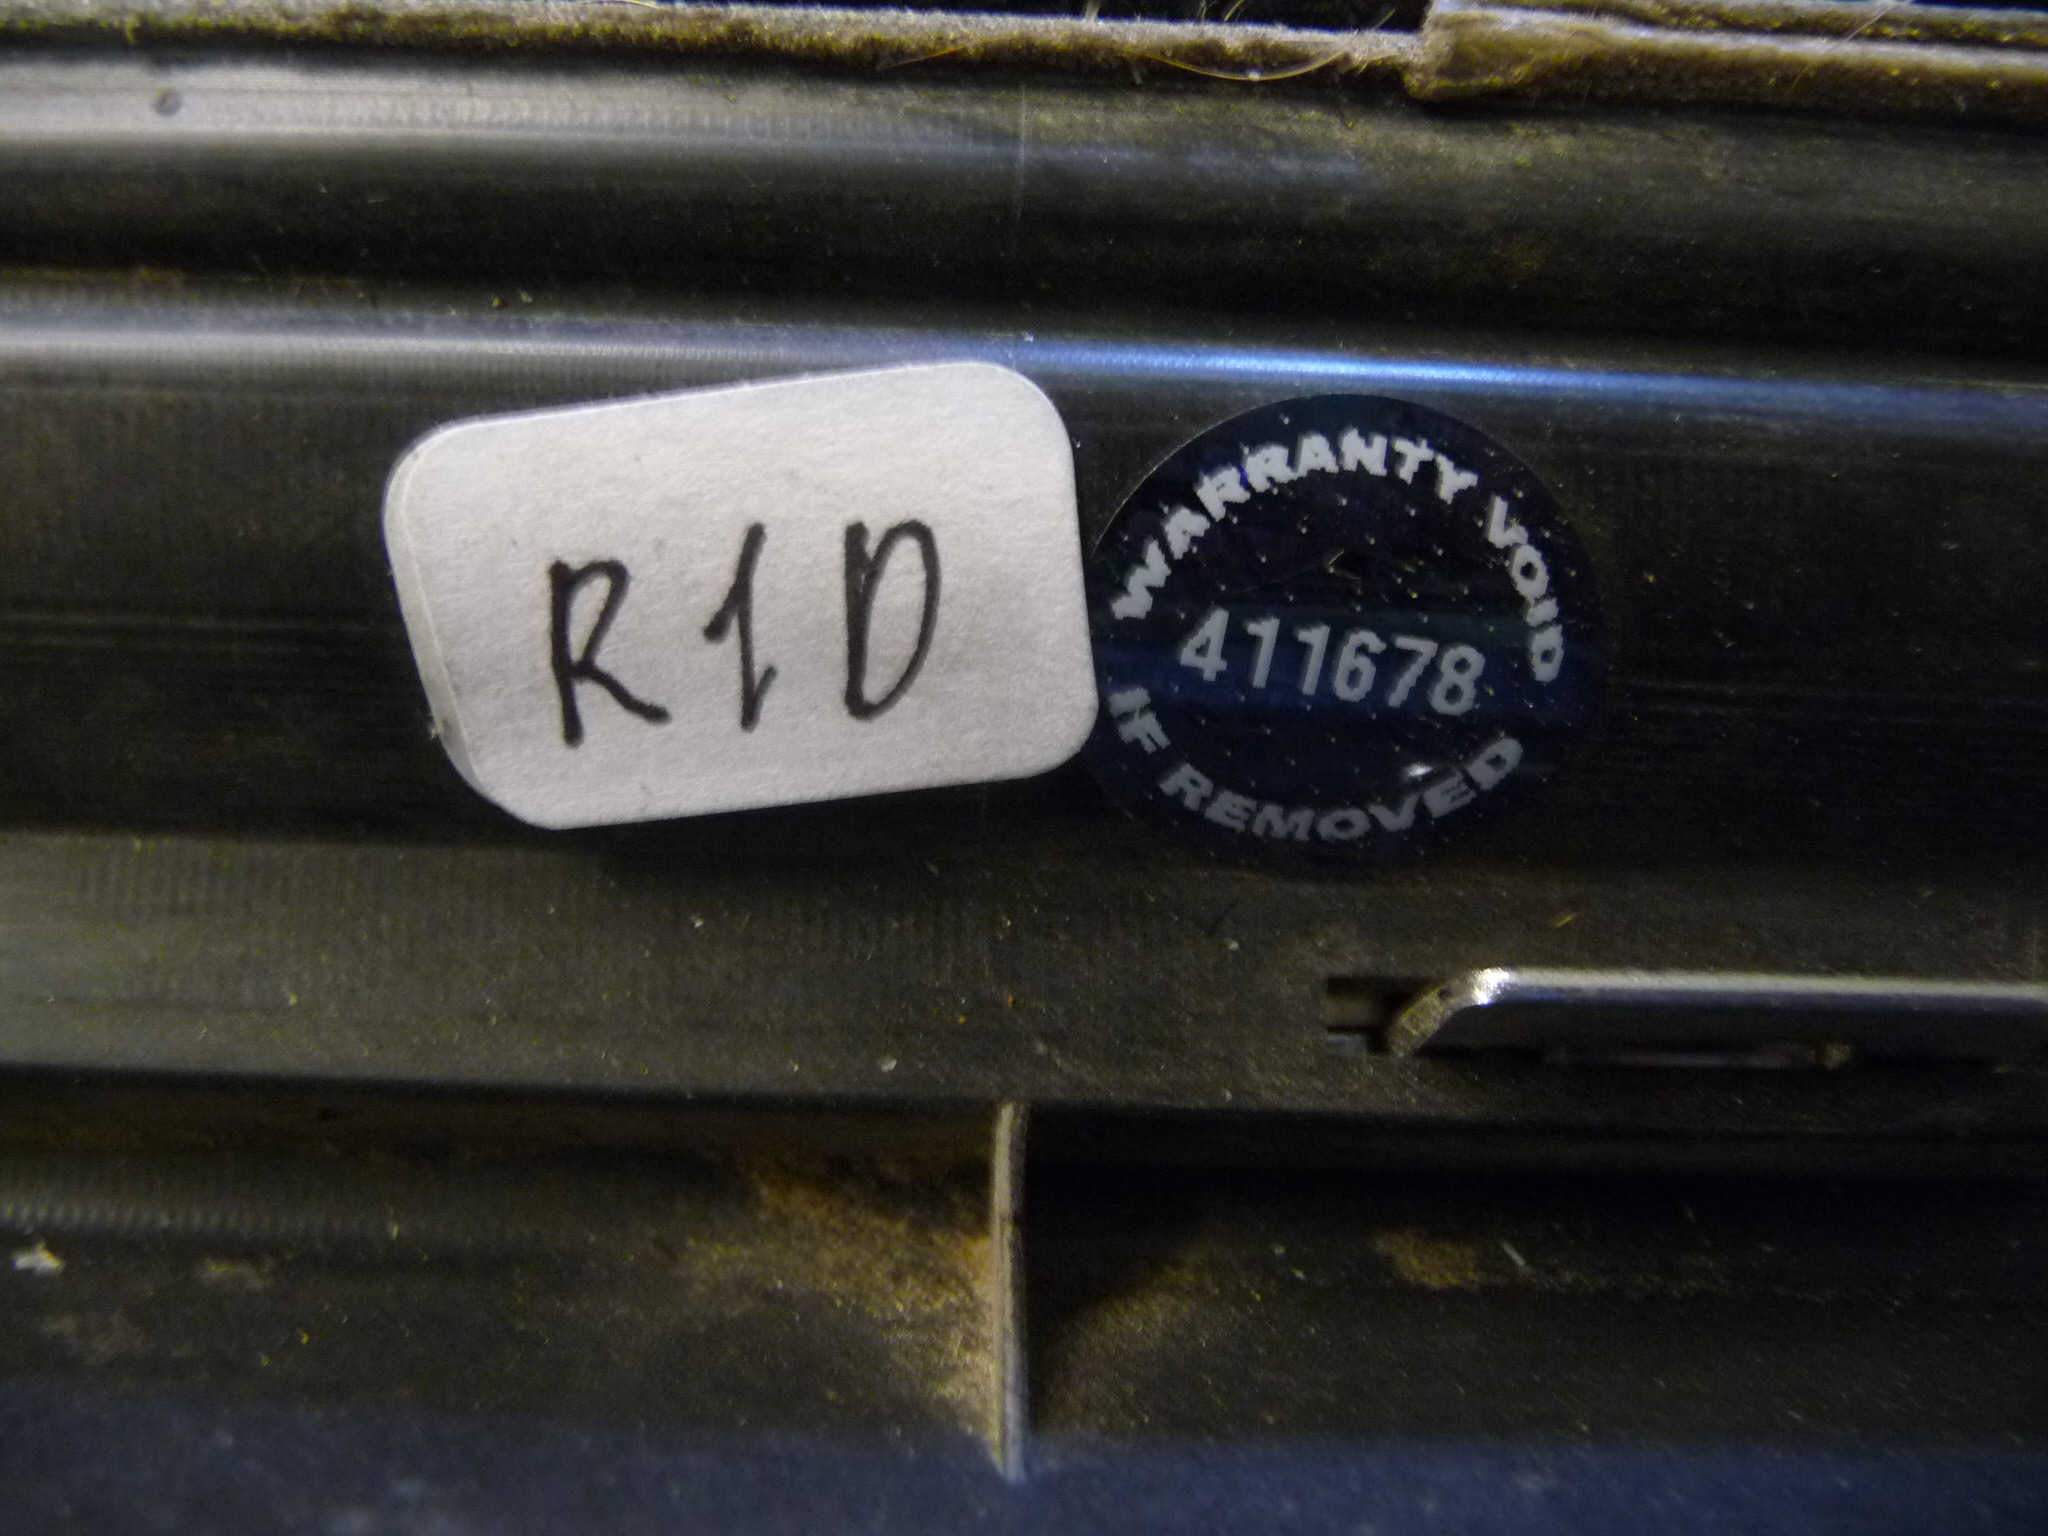 R1D
WARRANTY VOID
411678
IF REMOVED